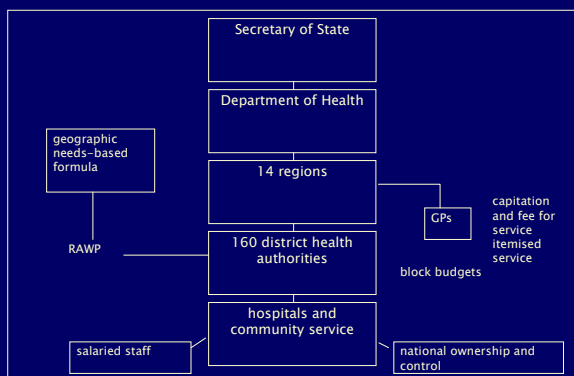 Secretary of State
Department of Health
geographic
needs-based
formula
14 regions
GPs
capitation
and fee for
service
itemised
service
RAWP
160 district health
authorities
block budgets
hospitals and
community service
salaried staff
national ownership and
control